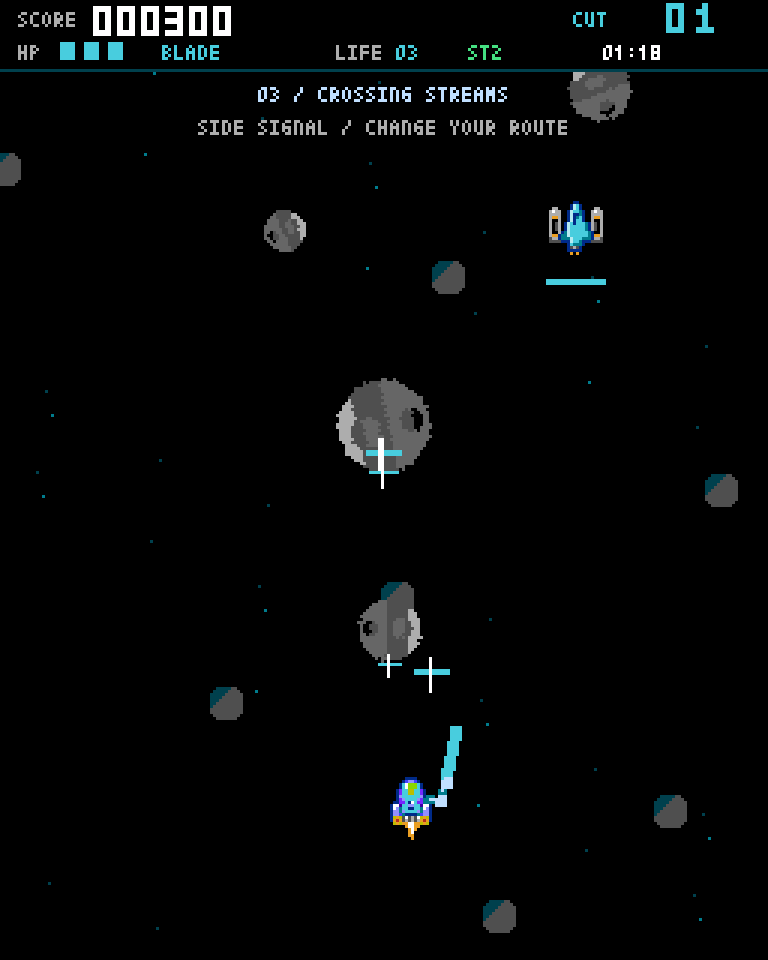 SCORE 000300 CUT 01
HP BLADE LIFE 03 ST2 01:18
03 / CROSSING STREAMS
SIDE SIGNAL / CHANGE YOUR ROUTE